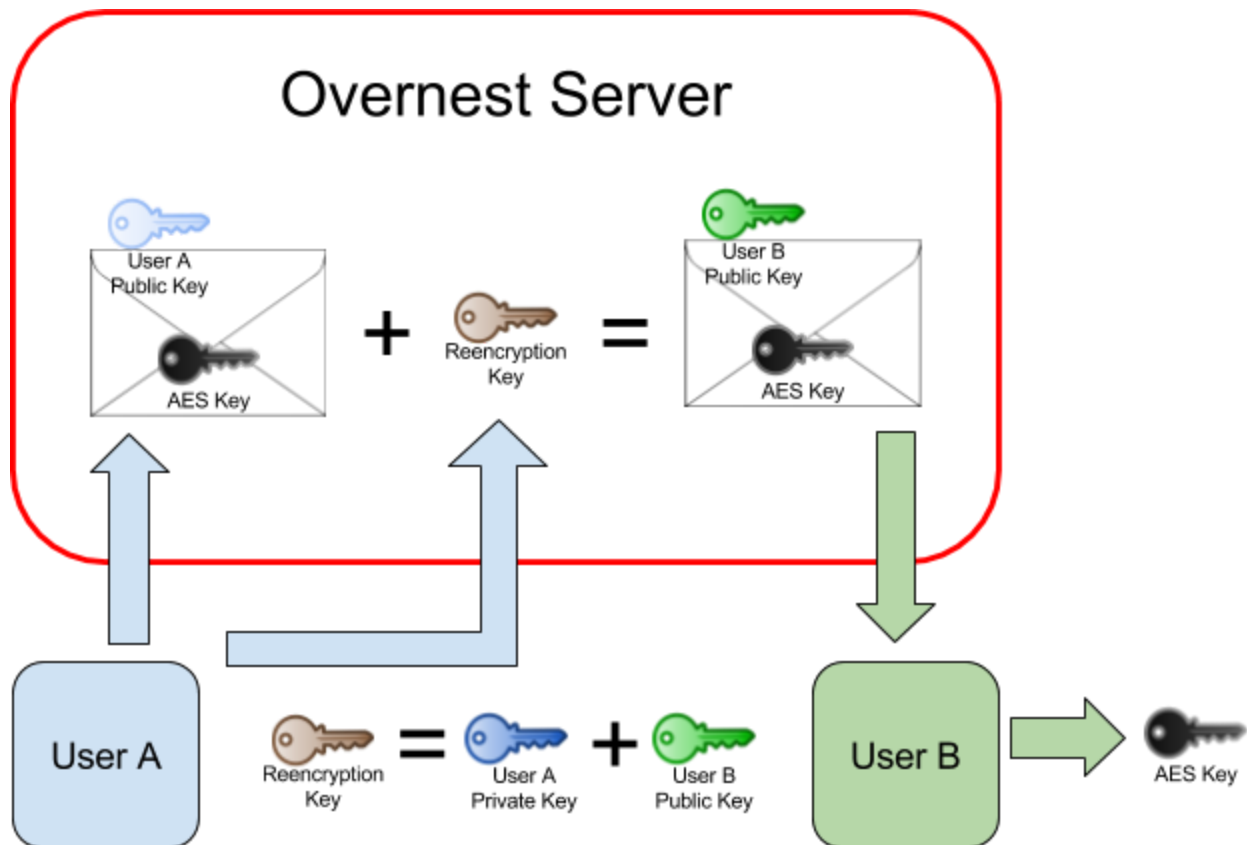 Overnest Server
User A
Public Key
AES Key
+
Reencryption
Key
=
User B
Public Key
AES Key
User A
Reencryption
Key
=
User A
Private Key
+
User B
Public Key
User B
AES Key